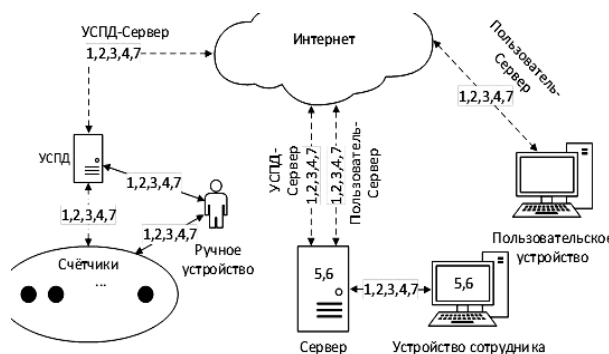 УСПД-Сервер
1,2,3,4,7
Интернет
Пользователь-
Сервер
1,2,3,4,7
УСПД
1,2,3,4,7
1,2,3,4,7
1,2,3,4,7
Ручное
устройство
Счётчики
...
УСПД-
Сервер
1,2,3,4,7
1,2,3,4,7
Пользователь-
Сервер
Пользовательское
устройство
5,6
1,2,3,4,7
5,6
Сервер
Устройство сотрудника